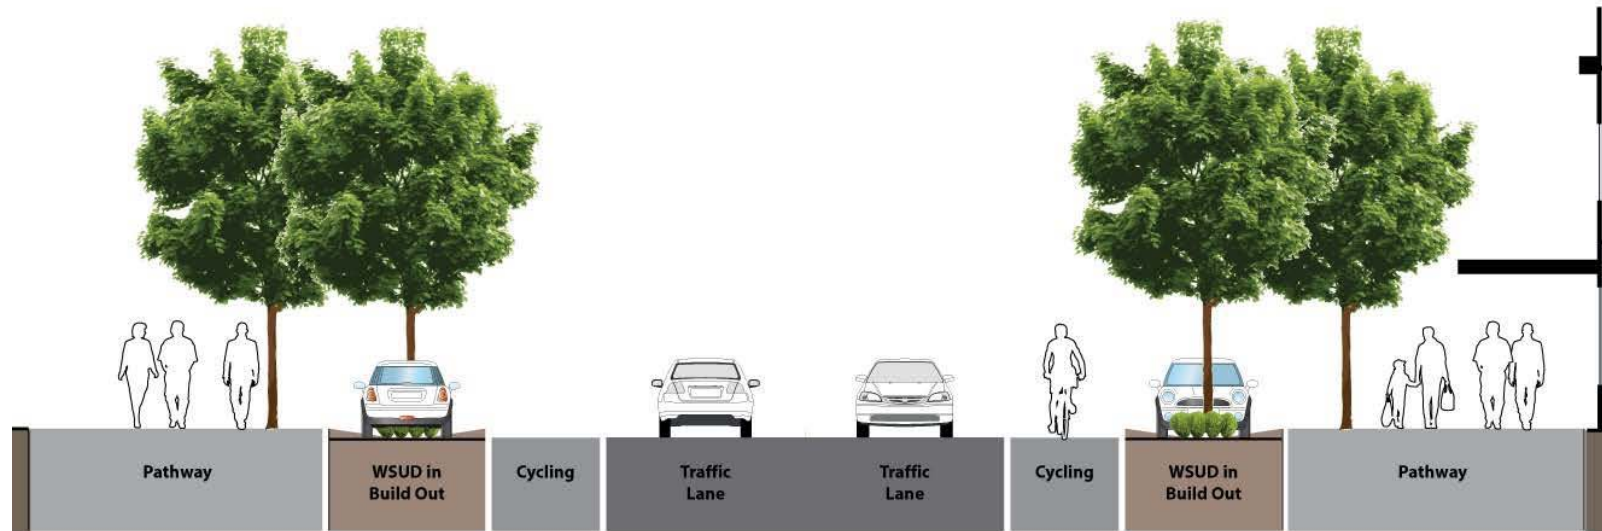 Pathway
WSUD in
Build Out
Cycling
Traffic
Lane
Traffic
Lane
Cycling
WSUD in
Build Out
Pathway